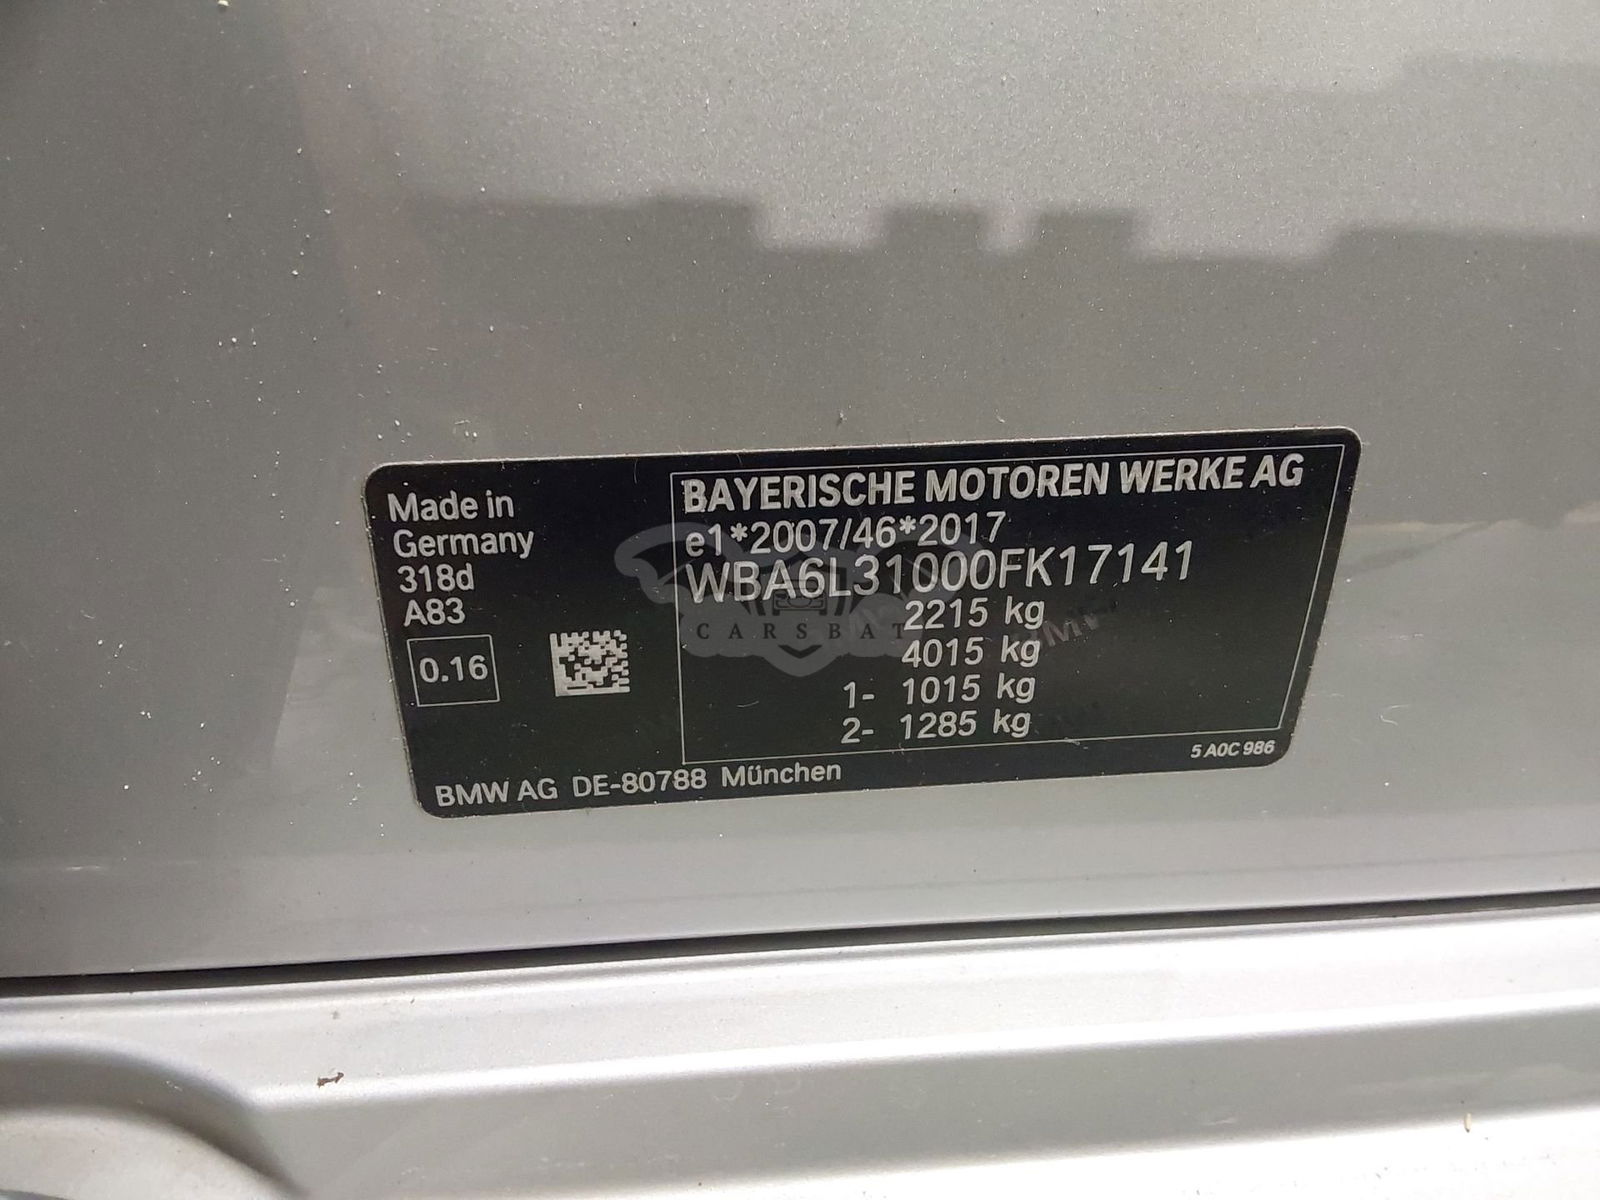 Made in
Germany
318d
A83
0.16
BAYERISCHE MOTOREN WERKE AG
e1*2007/46*2017
WBA6L31000FK17141
2215 kg
4015 kg
1- 1015 kg
2- 1285 kg
5 A0C 986
BMW AG DE-80788 München
CARSBAT